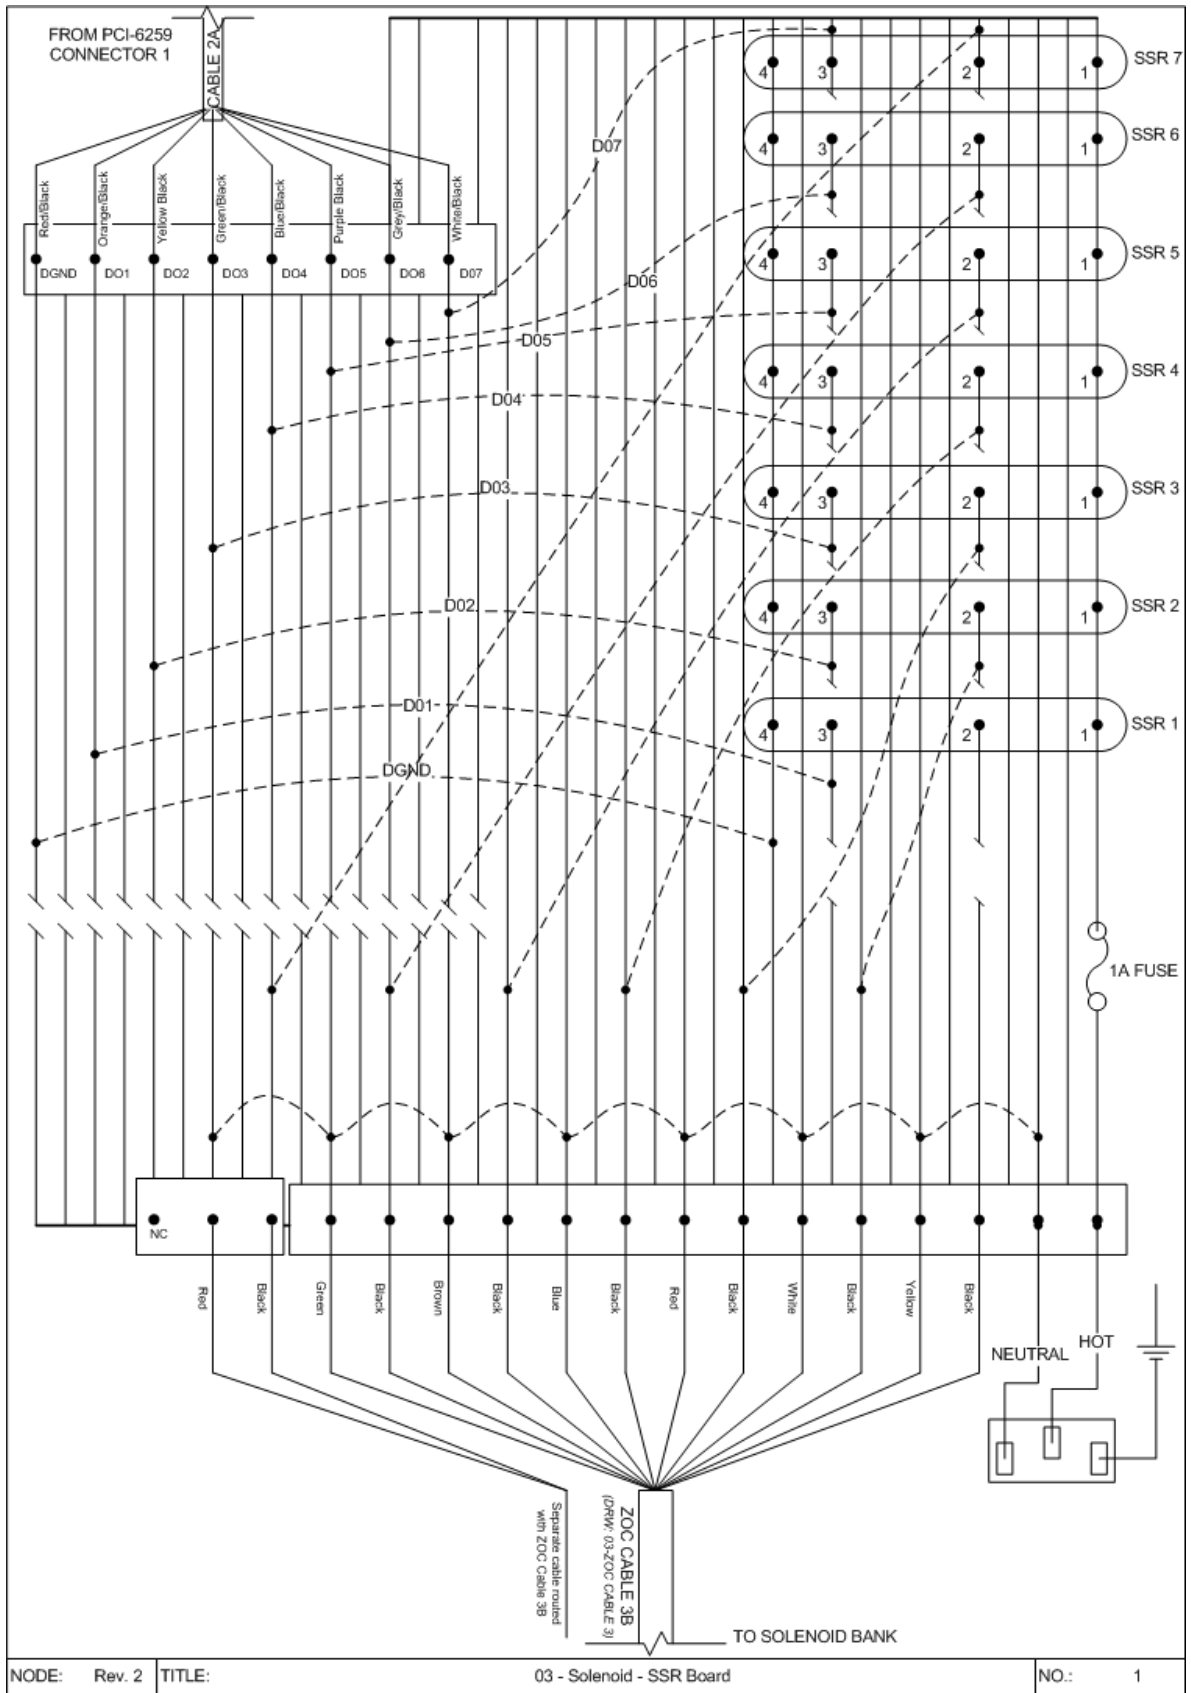 FROM PCI-6259
CONNECTOR 1
CABLE 2A
SSR 7
4 3 2 1
SSR 6
4 3 2 1
D07
Red/Black
Orange/Black
Yellow Black
Green/Black
Blue/Black
Purple Black
Grey/Black
White/Black
SSR 5
4 3 2 1
DGND DO1 DO2 DO3 DO4 DO5 DO6 D07
D06
D05
SSR 4
4 3 2 1
D04
SSR 3
4 3 2 1
D03
SSR 2
4 3 2 1
D02
D01
SSR 1
4 3 2 1
DGND
1A FUSE
NC
Red
Black
Green
Black
Brown
Black
Blue
Black
Red
Black
White
Black
Yellow
Black
NEUTRAL
HOT
Separate cable routed
with ZOC Cable 3B
ZOC CABLE 3B
(DRW: 03-ZOC CABLE 3)
TO SOLENOID BANK
NODE: Rev. 2 TITLE: 03 - Solenoid - SSR Board NO.: 1